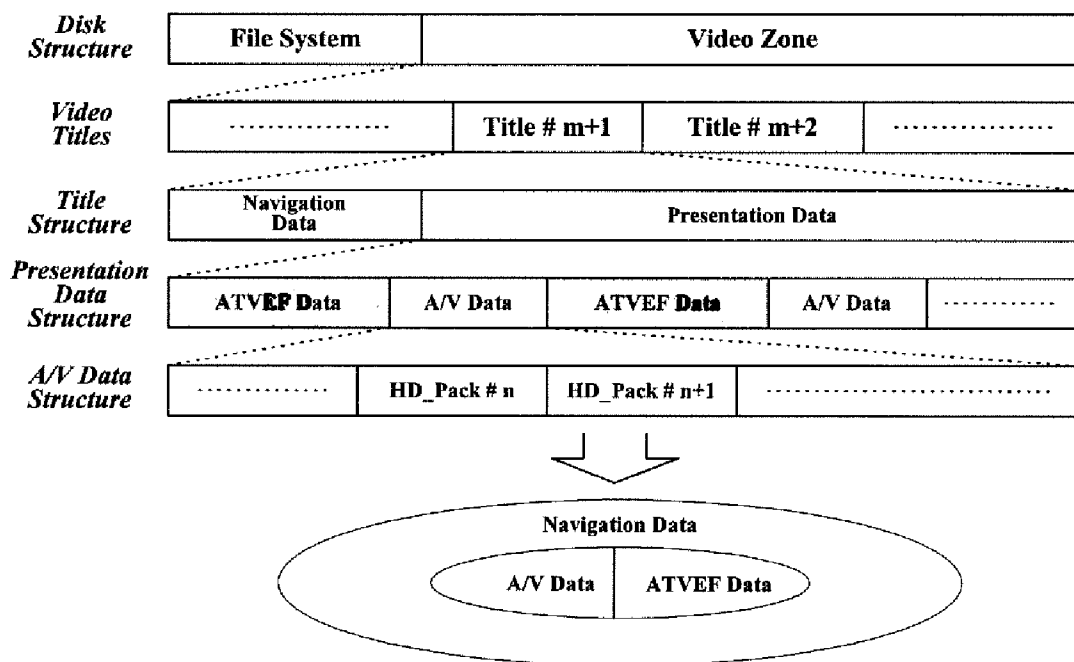 Disk
Structure
File System
Video Zone
Video
Titles
Title # m+1
Title # m+2
Title
Structure
Navigation
Data
Presentation Data
Presentation
Data
Structure
ATVEF Data
A/V Data
ATVEF Data
A/V Data
A/V Data
Structure
HD_Pack # n
HD_Pack # n+1
Navigation Data
A/V Data
ATVEF Data